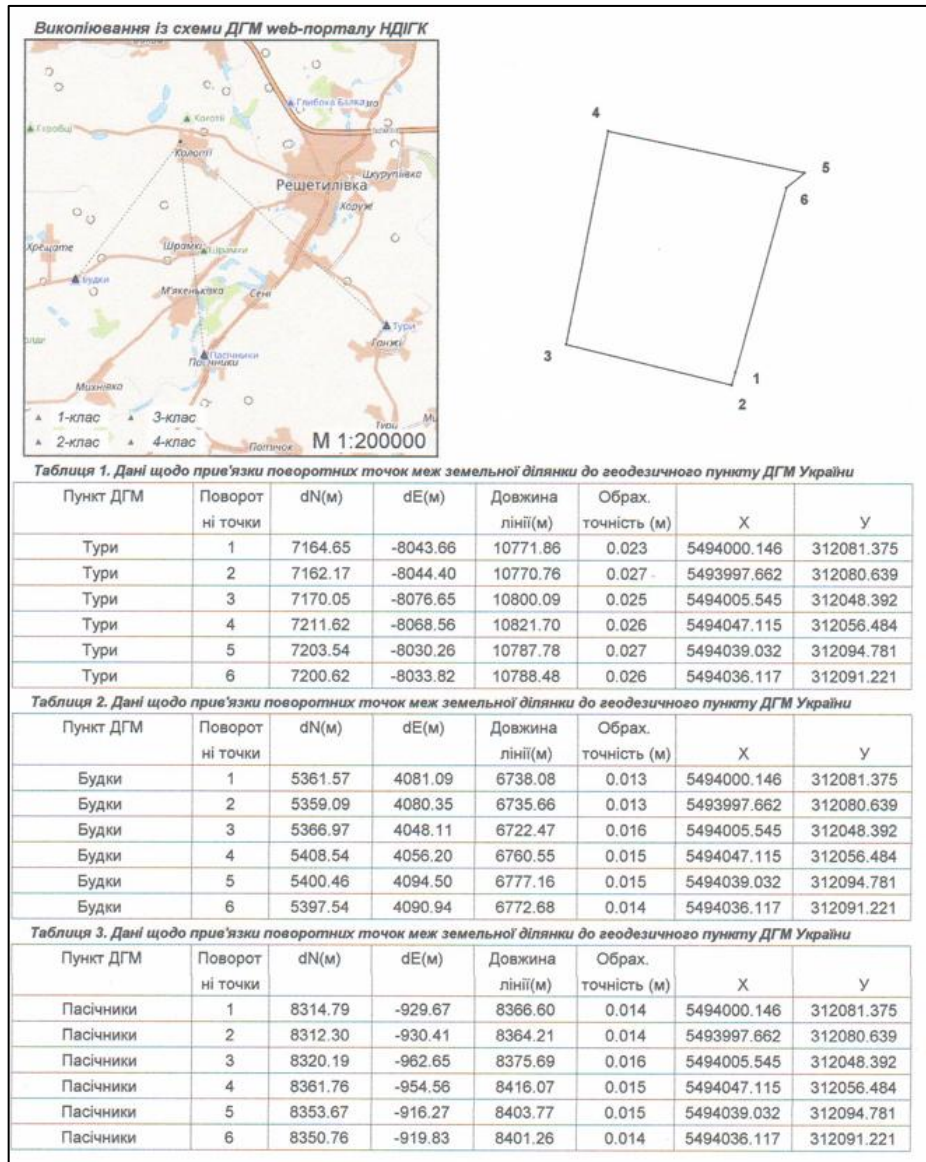 Викопіювання із схеми ДГМ web-порталу НДІГК
Глибока Балка
Когоtії
Колотії
Решетилівка
Шкурупіївка
Хоружі
Хрещате
Шрамки
Шрамки
Будки
М'якеньківка
Сені
Тури
Ганжі
Пасічники
Пасічники
Михнівка
Тури
Потічок
1-клас 3-клас
2-клас 4-клас
М 1:200000
4
5
6
3
1
2
Таблиця 1. Дані щодо прив'язки поворотних точок меж земельної ділянки до геодезичного пункту ДГМ України
Пункт ДГМ Поворот dN(м) dE(м) Довжина Обрах.
ні точки лінії(м) точність (м) X У
Тури 1 7164.65 -8043.66 10771.86 0.023 5494000.146 312081.375
Тури 2 7162.17 -8044.40 10770.76 0.027 5493997.662 312080.639
Тури 3 7170.05 -8076.65 10800.09 0.025 5494005.545 312048.392
Тури 4 7211.62 -8068.56 10821.70 0.026 5494047.115 312056.484
Тури 5 7203.54 -8030.26 10787.78 0.027 5494039.032 312094.781
Тури 6 7200.62 -8033.82 10788.48 0.026 5494036.117 312091.221
Таблиця 2. Дані щодо прив'язки поворотних точок меж земельної ділянки до геодезичного пункту ДГМ України
Пункт ДГМ Поворот dN(м) dE(м) Довжина Обрах.
ні точки лінії(м) точність (м) X У
Будки 1 5361.57 4081.09 6738.08 0.013 5494000.146 312081.375
Будки 2 5359.09 4080.35 6735.66 0.013 5493997.662 312080.639
Будки 3 5366.97 4048.11 6722.47 0.016 5494005.545 312048.392
Будки 4 5408.54 4056.20 6760.55 0.015 5494047.115 312056.484
Будки 5 5400.46 4094.50 6777.16 0.015 5494039.032 312094.781
Будки 6 5397.54 4090.94 6772.68 0.014 5494036.117 312091.221
Таблиця 3. Дані щодо прив'язки поворотних точок меж земельної ділянки до геодезичного пункту ДГМ України
Пункт ДГМ Поворот dN(м) dE(м) Довжина Обрах.
ні точки лінії(м) точність (м) X У
Пасічники 1 8314.79 -929.67 8366.60 0.014 5494000.146 312081.375
Пасічники 2 8312.30 -930.41 8364.21 0.014 5493997.662 312080.639
Пасічники 3 8320.19 -962.65 8375.69 0.016 5494005.545 312048.392
Пасічники 4 8361.76 -954.56 8416.07 0.015 5494047.115 312056.484
Пасічники 5 8353.67 -916.27 8403.77 0.015 5494039.032 312094.781
Пасічники 6 8350.76 -919.83 8401.26 0.014 5494036.117 312091.221